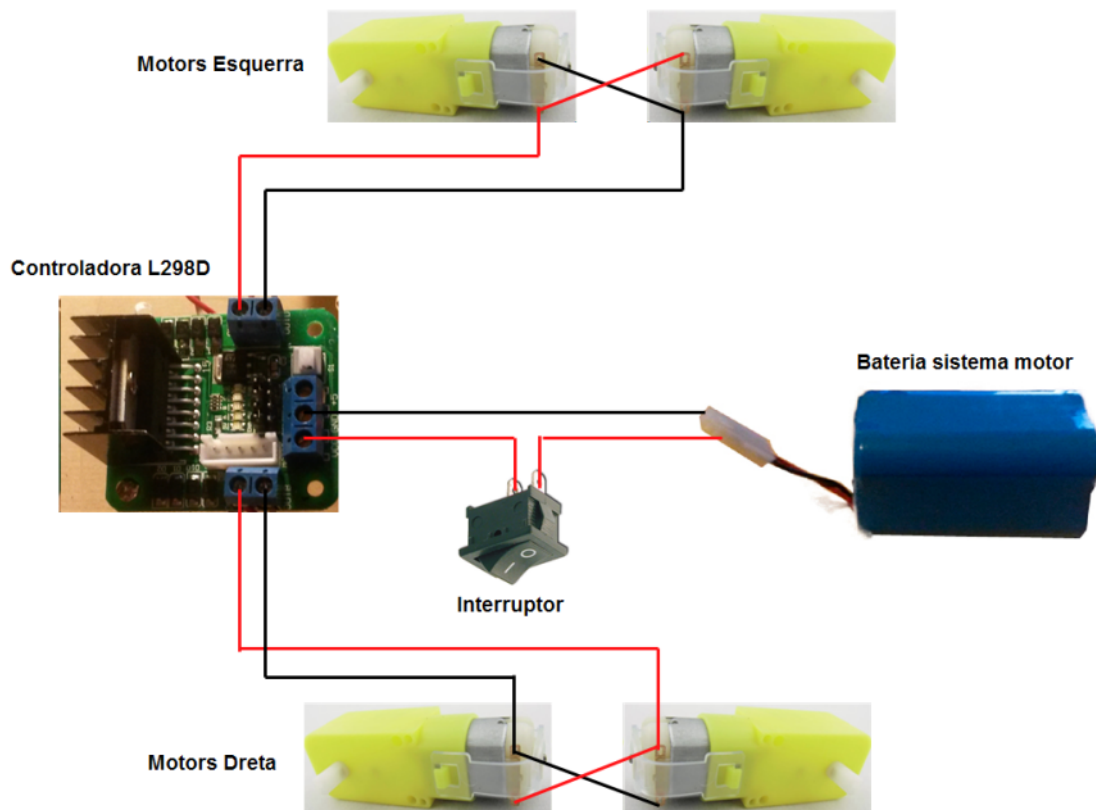 Motors Esquerra
Controladora L298D
Bateria sistema motor
Interruptor
Motors Dreta